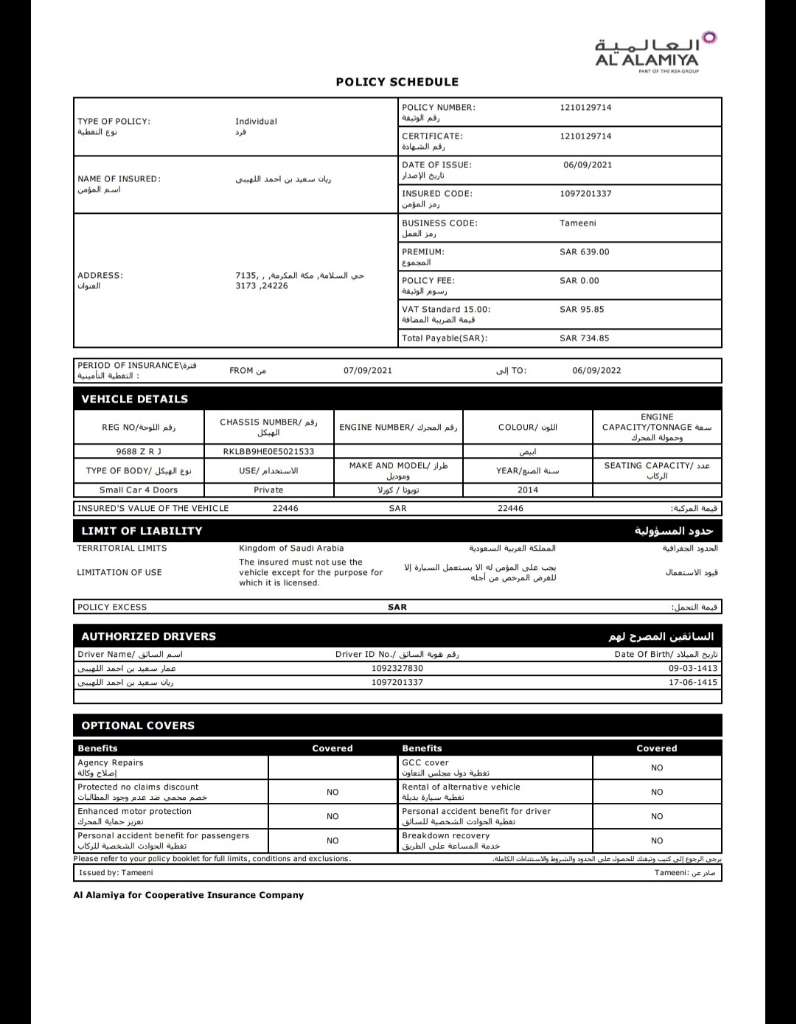 العالمية
AL ALAMIYA
PART OF THE RSA GROUP
POLICY SCHEDULE
TYPE OF POLICY: Individual
نوع التغطية فرد
POLICY NUMBER: 1210129714
رقم الوثيقة
CERTIFICATE: 1210129714
رقم الشهادة
NAME OF INSURED: ريان سعيد بن احمد اللهيبي
اسم المؤمن
DATE OF ISSUE: 06/09/2021
تاريخ الإصدار
INSURED CODE: 1097201337
رمز المؤمن
ADDRESS: حي السلامة, مكة المكرمة, , ,7135
العنوان 3173 ,24226
BUSINESS CODE: Tameeni
رمز العمل
PREMIUM: SAR 639.00
المجموع
POLICY FEE: SAR 0.00
رسوم الوثيقة
VAT Standard 15.00: SAR 95.85
قيمة الضريبة المضافة
Total Payable(SAR): SAR 734.85
PERIOD OF INSURANCE\فترة
التغطية التأمينية :
FROM من 07/09/2021 إلى TO: 06/09/2022
VEHICLE DETAILS
REG NO/رقم اللوحة
CHASSIS NUMBER/ رقم الهيكل
ENGINE NUMBER/ رقم المحرك
COLOUR/ اللون
ENGINE CAPACITY/TONNAGE سعة وحمولة المحرك
9688 Z R J RKLBB9HE0E5021533 ابيض
TYPE OF BODY/ نوع الهيكل
USE/ الاستخدام
MAKE AND MODEL/ طراز وموديل
YEAR/ سنة الصنع
SEATING CAPACITY/ عدد الركاب
Small Car 4 Doors Private تويوتا / كورلا 2014
INSURED'S VALUE OF THE VEHICLE 22446 SAR 22446 قيمة المركبة:
LIMIT OF LIABILITY حدود المسؤولية
TERRITORIAL LIMITS Kingdom of Saudi Arabia المملكة العربية السعودية الحدود الجغرافية
LIMITATION OF USE
The insured must not use the
vehicle except for the purpose for
which it is licensed.
يجب على المؤمن له الا يستعمل السيارة إلا
للغرض المرخص من أجله
قيود الاستعمال
POLICY EXCESS SAR قيمة التحمل:
AUTHORIZED DRIVERS السائقين المصرح لهم
Driver Name/ اسم السائق Driver ID No./ رقم هوية السائق Date Of Birth/ تاريخ الميلاد
عمار سعيد بن احمد اللهيبي 1092327830 09-03-1413
ريان سعيد بن احمد اللهيبي 1097201337 17-06-1415
OPTIONAL COVERS
Benefits Covered Benefits Covered
Agency Repairs
إصلاح وكالة
GCC cover NO
تغطية دول مجلس التعاون
Protected no claims discount NO
خصم محمي ضد عدم وجود المطالبات
Rental of alternative vehicle NO
تغطية سيارة بديلة
Enhanced motor protection NO
تعزيز حماية المحرك
Personal accident benefit for driver NO
تغطية الحوادث الشخصية للسائق
Personal accident benefit for passengers NO
تغطية الحوادث الشخصية للركاب
Breakdown recovery NO
خدمة المساعة على الطريق
Please refer to your policy booklet for full limits, conditions and exclusions.
يرجى الرجوع إلى كتيب وثيقتك للحصول على الحدود والشروط والاستثناءات الكاملة.
Issued by: Tameeni صادر عن: Tameeni
Al Alamiya for Cooperative Insurance Company